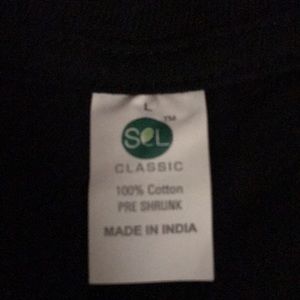 L
SOL™
CLASSIC
100% Cotton
PRE SHRUNK
MADE IN INDIA